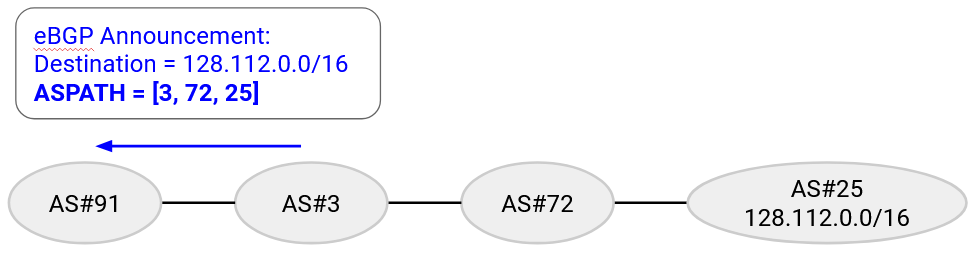 eBGP Announcement:
Destination = 128.112.0.0/16
ASPATH = [3, 72, 25]
AS#91
AS#3
AS#72
AS#25
128.112.0.0/16